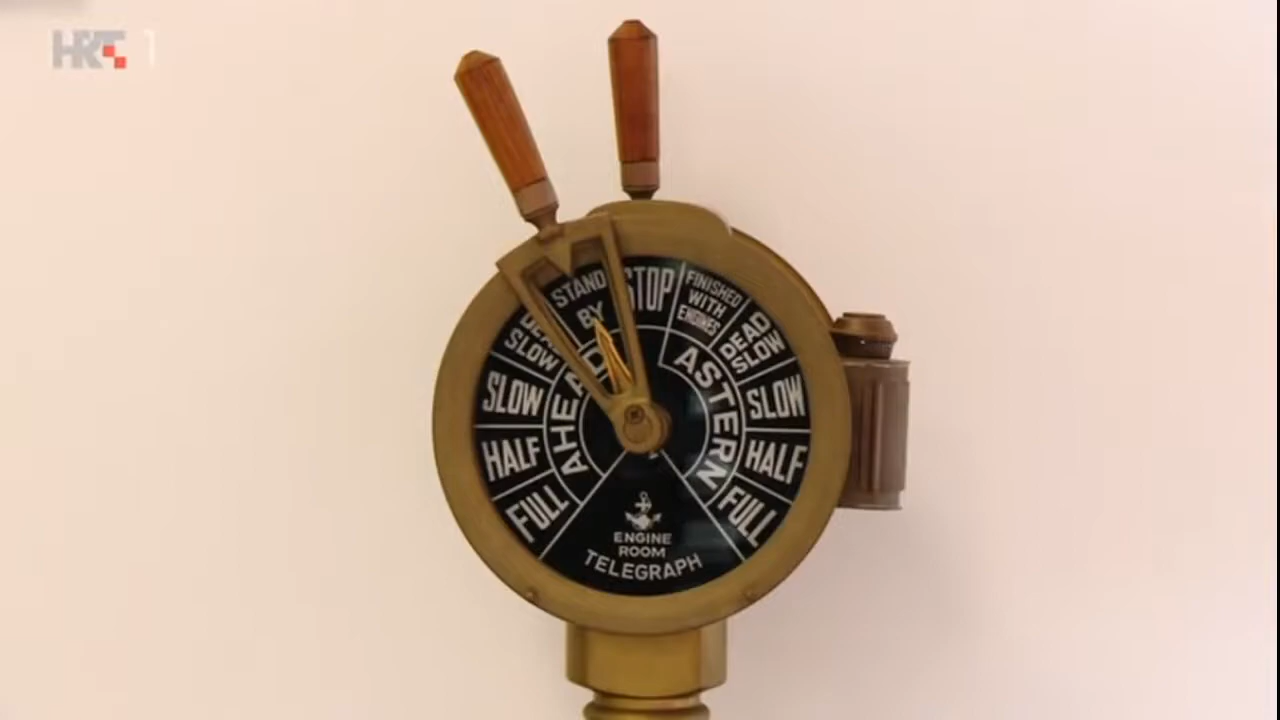 HRT 1
STAND
BY
STOP
FINISHED
WITH
ENGINES
DEAD
SLOW
SLOW
HALF
FULL
ASTERN
DEAD
SLOW
SLOW
HALF
FULL
AHEAD
ENGINE
ROOM
TELEGRAPH